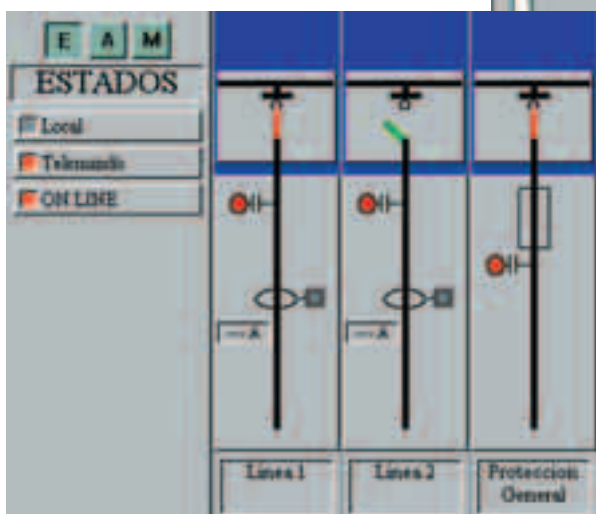 E A M
ESTADOS
Local
Telemando
ON LINE
--- A
--- A
Linea 1
Linea 2
Proteccion
General